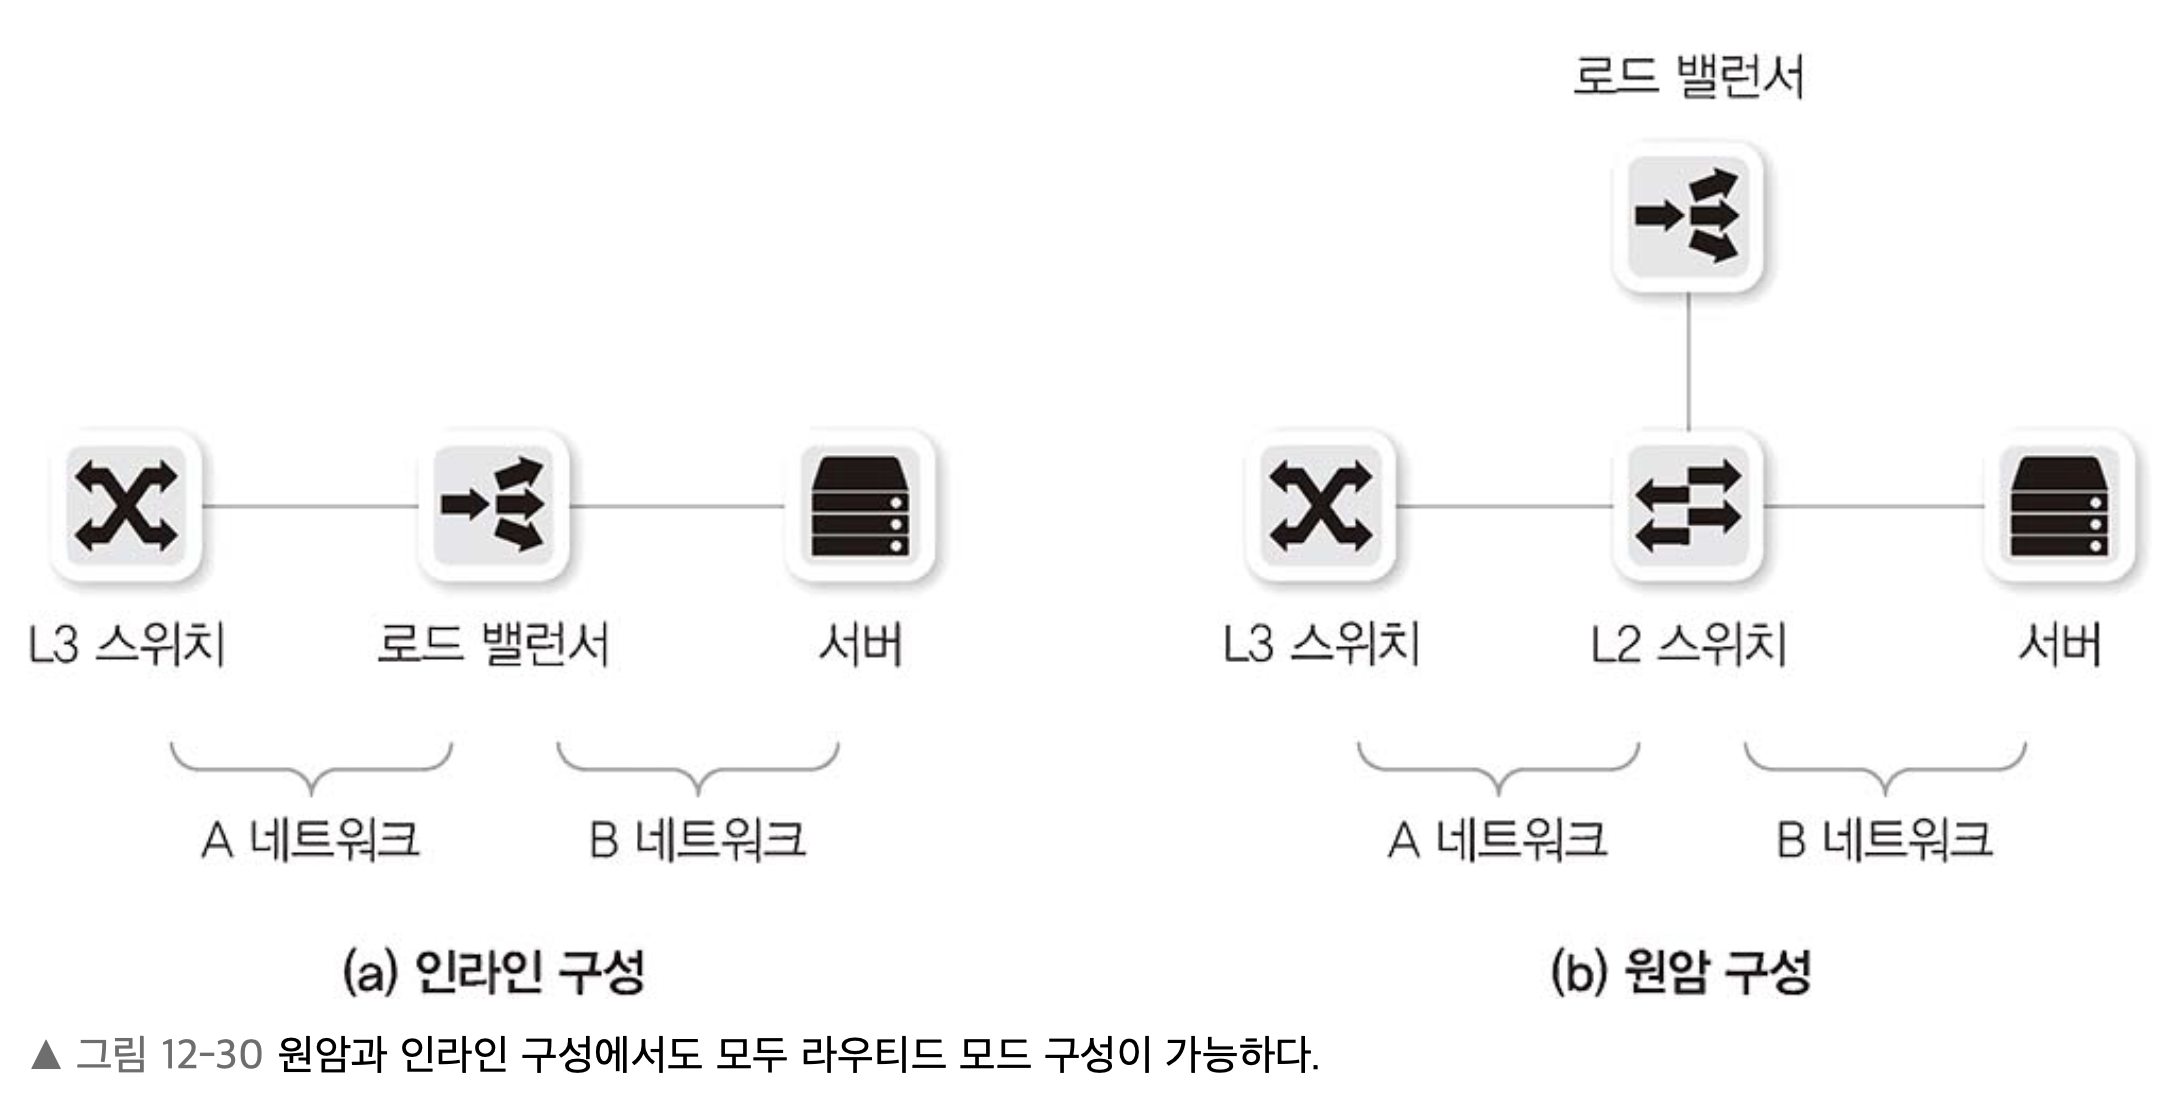 로드 밸런서
L3 스위치
로드 밸런서
서버
A 네트워크
B 네트워크
(a) 인라인 구성
L3 스위치
L2 스위치
서버
A 네트워크
B 네트워크
(b) 원암 구성
▲ 그림 12-30 원암과 인라인 구성에서도 모두 라우티드 모드 구성이 가능하다.